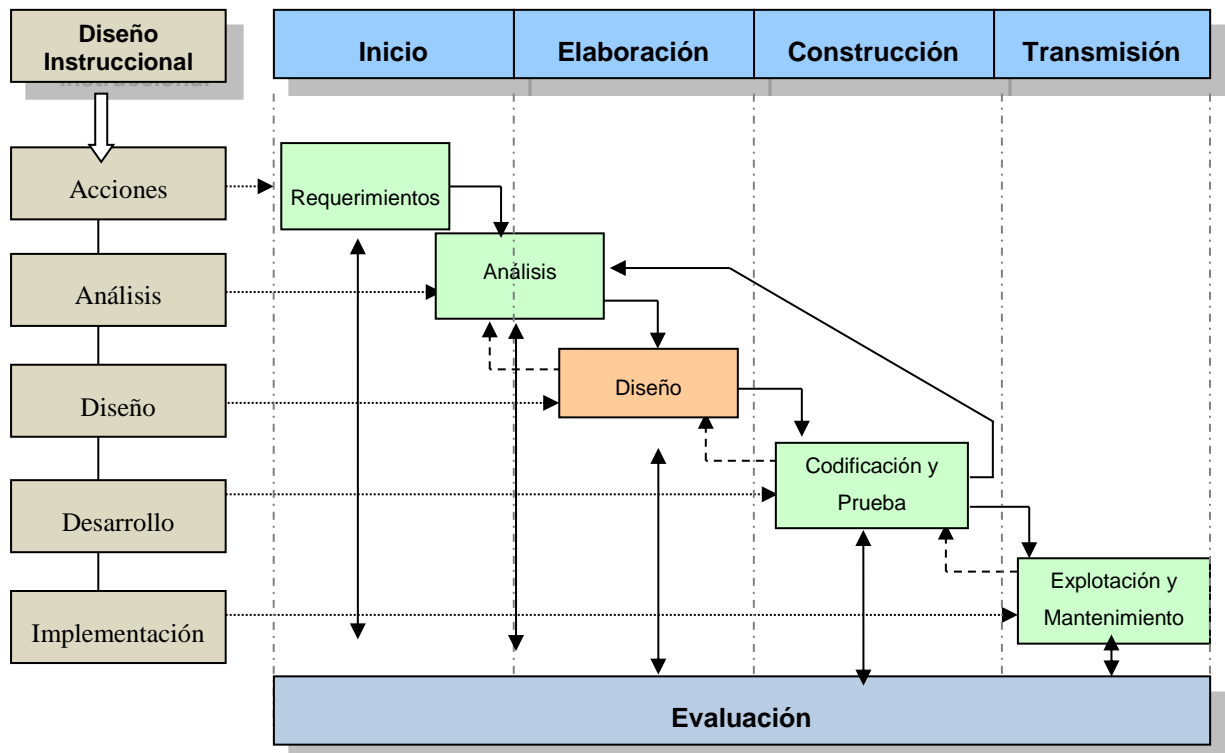 Diseño
Instruccional
Inicio
Elaboración
Construcción
Transmisión
Acciones
Requerimientos
Análisis
Análisis
Diseño
Diseño
Codificación y
Prueba
Desarrollo
Explotación y
Mantenimiento
Implementación
Evaluación